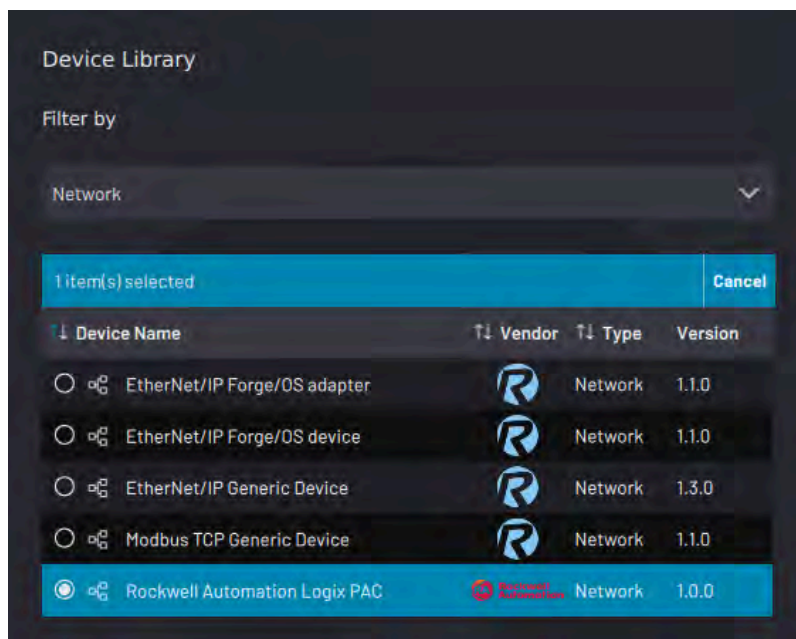 Device Library
Filter by
Network
1 item(s) selected Cancel
Device Name Vendor Type Version
EtherNet/IP Forge/OS adapter R Network 1.1.0
EtherNet/IP Forge/OS device R Network 1.1.0
EtherNet/IP Generic Device R Network 1.3.0
Modbus TCP Generic Device R Network 1.1.0
Rockwell Automation Logix PAC Rockwell Automation Network 1.0.0